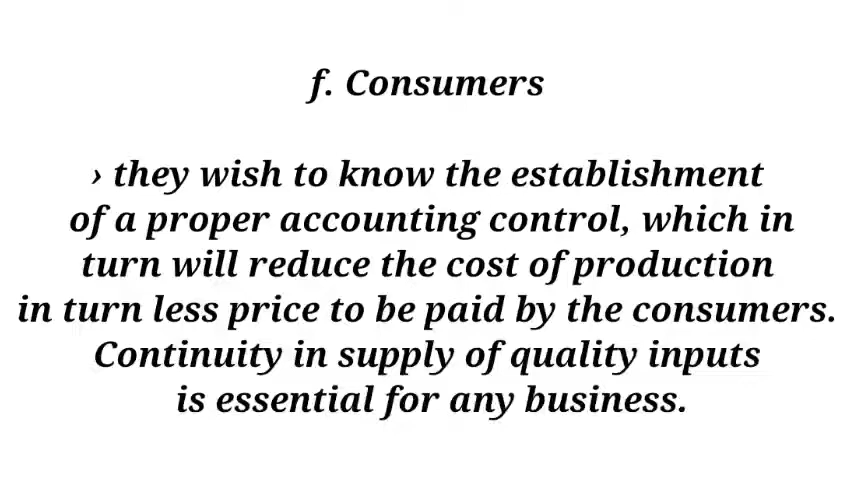 f. Consumers
› they wish to know the establishment
of a proper accounting control, which in
turn will reduce the cost of production
in turn less price to be paid by the consumers.
Continuity in supply of quality inputs
is essential for any business.